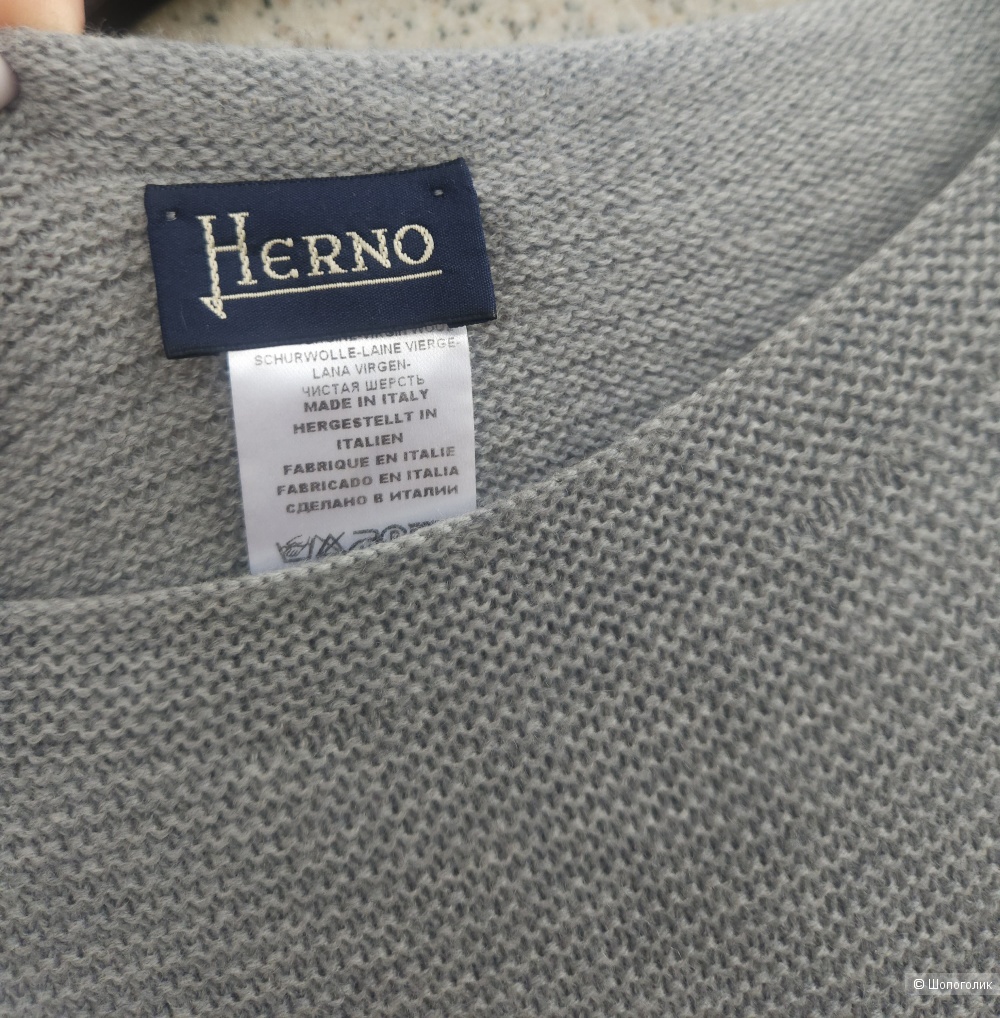 HERNO
SCHURWOLLE-LAINE VIERGE-
LANA VIRGEN-
ЧИСТАЯ ШЕРСТЬ
MADE IN ITALY
HERGESTELLT IN
ITALIEN
FABRIQUE EN ITALIE
FABRICADO EN ITALIA
СДЕЛАНО В ИТАЛИИ
© Шопоголик